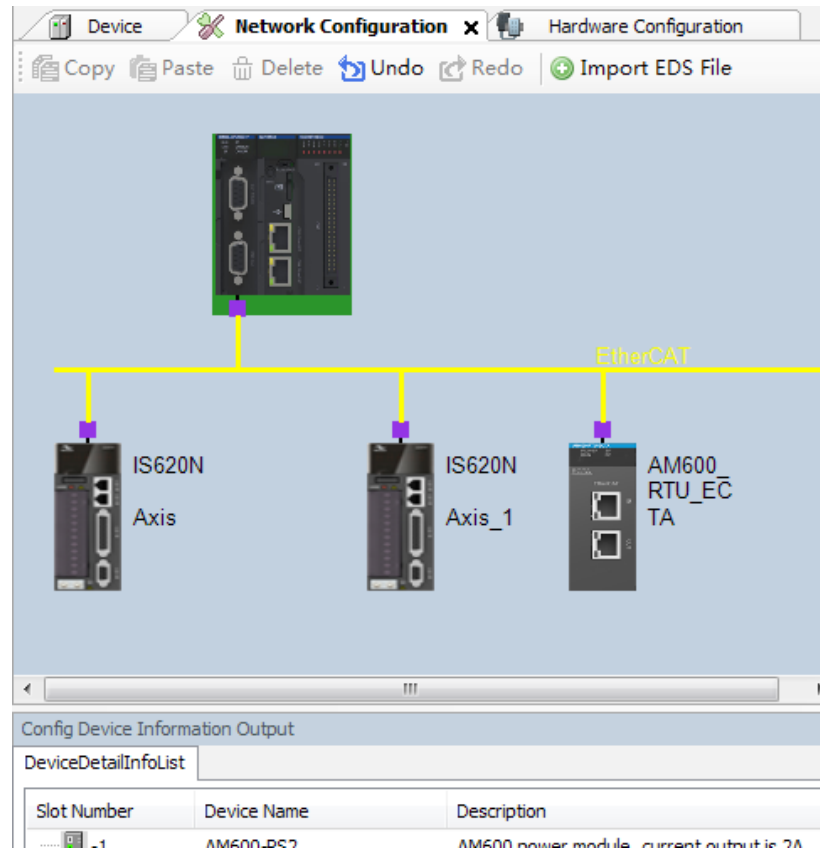 Device
Network Configuration
Hardware Configuration
Copy Paste Delete Undo Redo Import EDS File
EtherCAT
IS620N
Axis
IS620N
Axis_1
AM600_
RTU_EC
TA
Config Device Information Output
DeviceDetailInfoList
Slot Number Device Name Description
-1 AM600-PS2 AM600 power module, current output is 2A